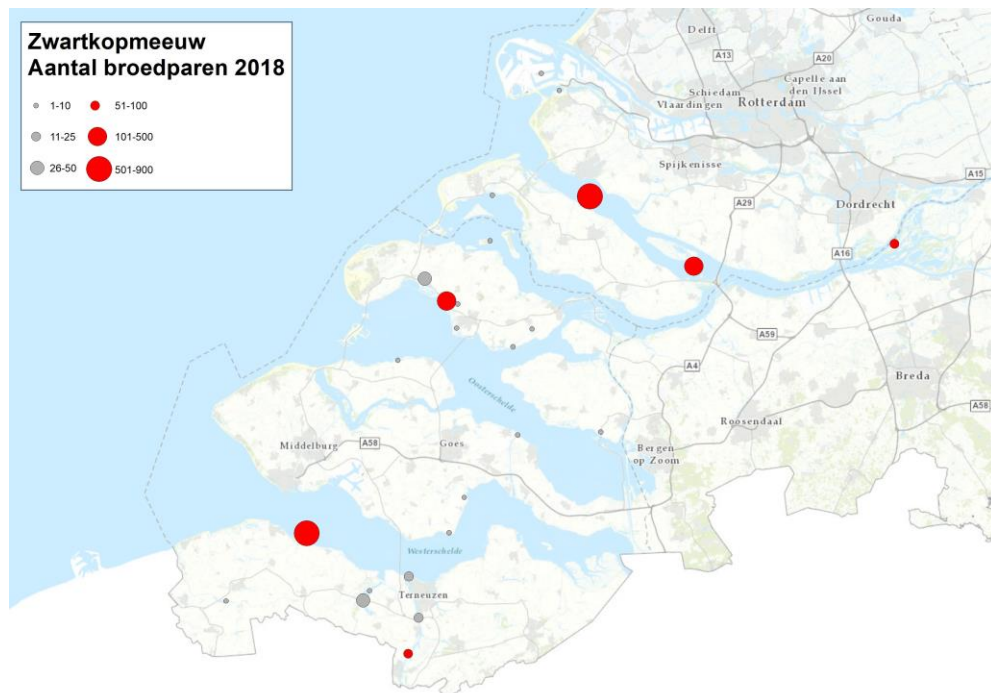 Zwartkopmeeuw
Aantal broedparen 2018
1-10
51-100
11-25
101-500
26-50
501-900
Gouda
Delft
A13
A20
Capelle aan
den IJssel
Schiedam
Vlaardingen
Rotterdam
Spijkenisse
A15
Dordrecht
A29
A16
A59
A4
Breda
Oosterschelde
A58
Roosendaal
Middelburg
A58
Goes
Bergen
op Zoom
Westerschelde
Terneuzen